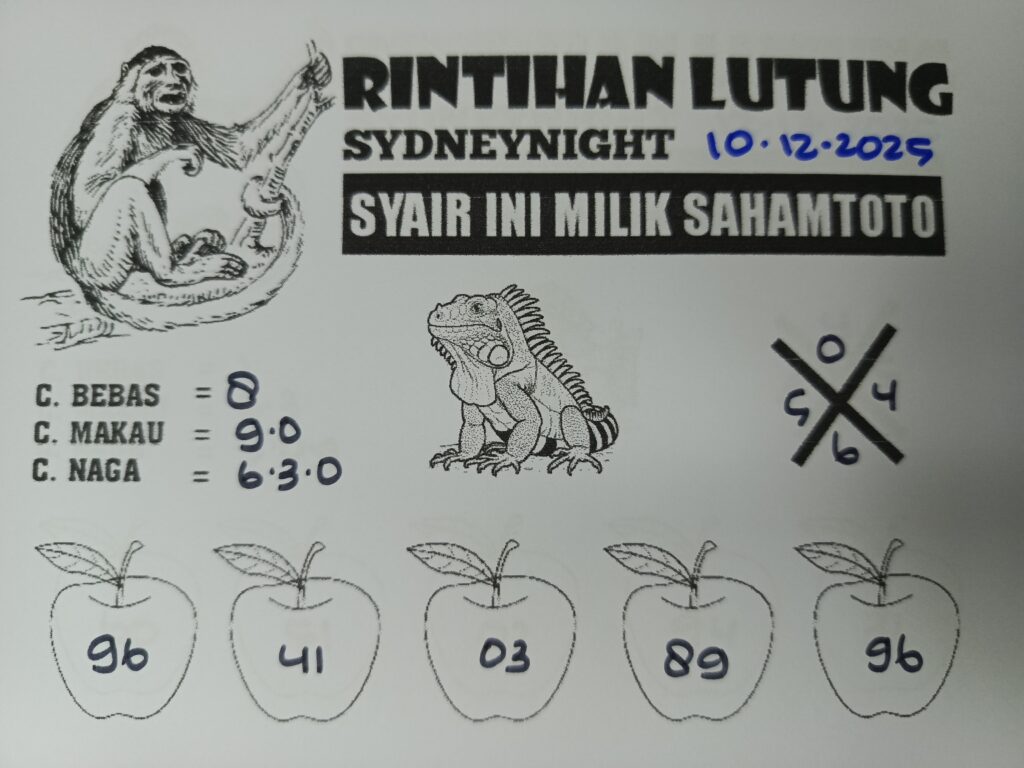 RINTIHAN LUTUNG
SYDNEYNIGHT 10.12.2025
SYAIR INI MILIK SAHAMTOTO
C. BEBAS = 8
C. MAKAU = 9.0
C. NAGA = 6.3.0
0
5 4
6
96 41 03 89 96